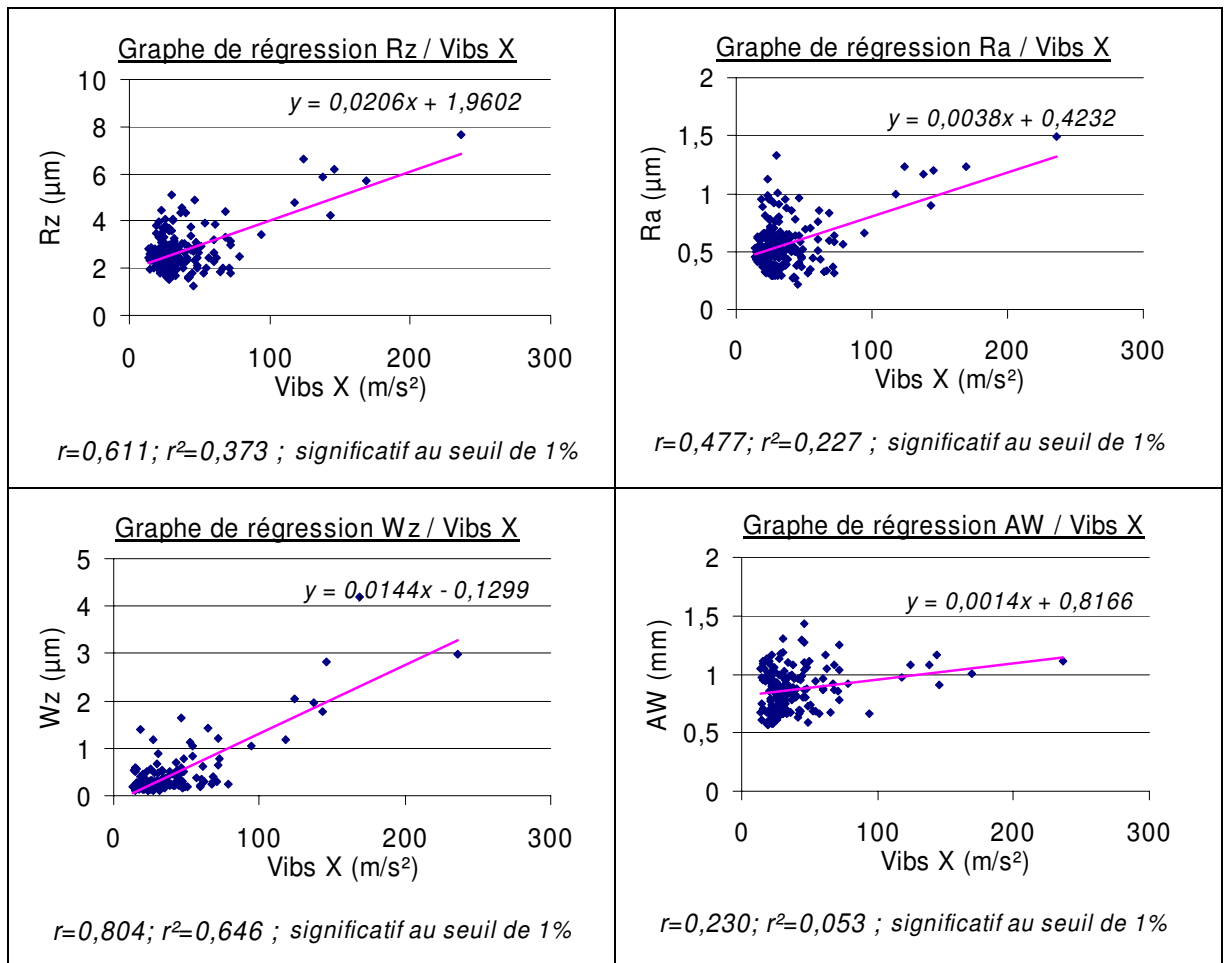 Graphe de régression Rz / Vibs X
y = 0,0206x + 1,9602
10
8
6
4
2
0
Rz (µm)
0 100 200 300
Vibs X (m/s²)
r=0,611; r²=0,373 ; significatif au seuil de 1%
Graphe de régression Ra / Vibs X
y = 0,0038x + 0,4232
2
1,5
1
0,5
0
Ra (µm)
0 100 200 300
Vibs X (m/s²)
r=0,477; r²=0,227 ; significatif au seuil de 1%
Graphe de régression Wz / Vibs X
y = 0,0144x - 0,1299
5
4
3
2
1
0
Wz (µm)
0 100 200 300
Vibs X (m/s²)
r=0,804; r²=0,646 ; significatif au seuil de 1%
Graphe de régression AW / Vibs X
y = 0,0014x + 0,8166
2
1,5
1
0,5
0
AW (mm)
0 100 200 300
Vibs X (m/s²)
r=0,230; r²=0,053 ; significatif au seuil de 1%